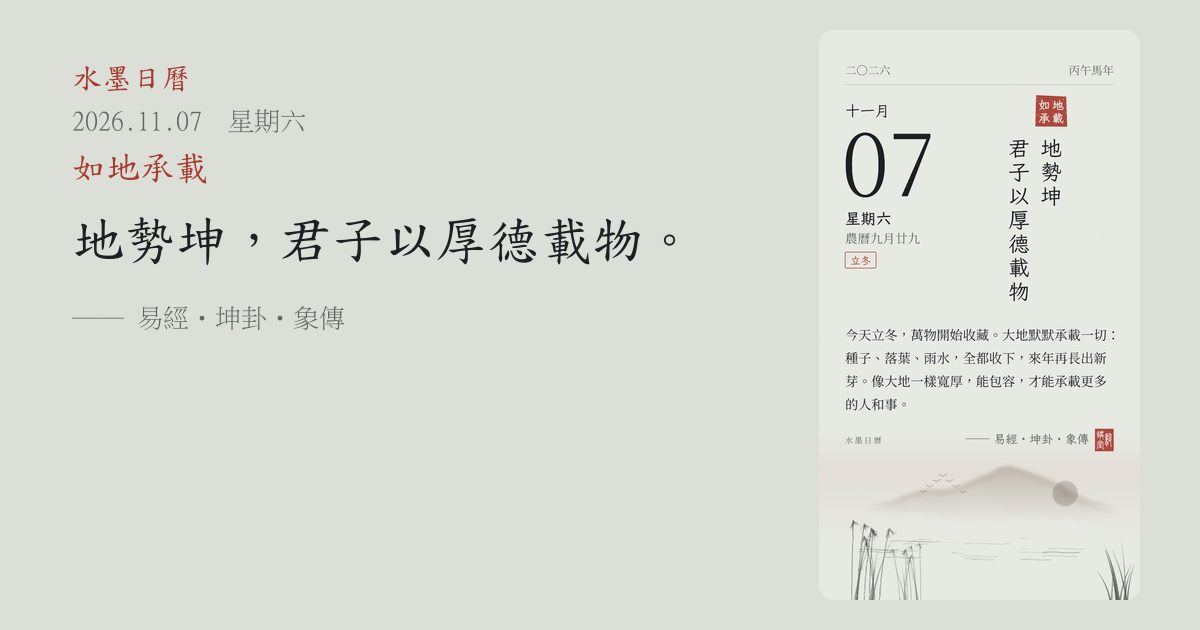 水墨日曆
2026.11.07 星期六
如地承載
地勢坤，君子以厚德載物。
—— 易經・坤卦・象傳
二〇二六
丙午馬年
十一月
07
星期六
農曆九月廿九
立冬
地載
如承
地勢坤
君子以厚德載物
今天立冬，萬物開始收藏。大地默默承載一切：
種子、落葉、雨水，全都收下，來年再長出新
芽。像大地一樣寬厚，能包容，才能承載更多
的人和事。
水墨日曆
—— 易經・坤卦・象傳